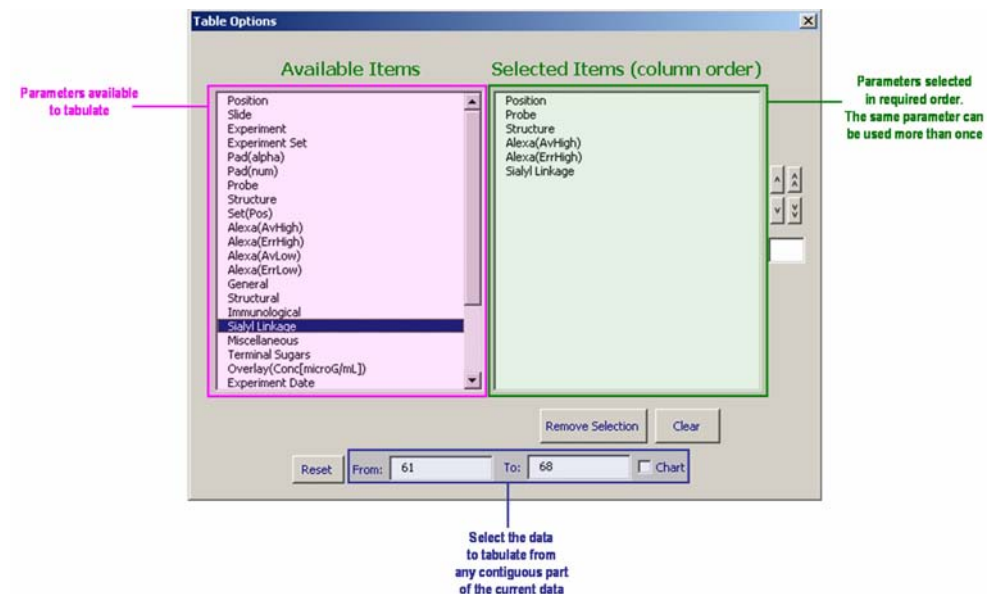 Table Options
Available Items
Selected Items (column order)
Parameters available
to tabulate
Position
Slide
Experiment
Experiment Set
Pad(alpha)
Pad(num)
Probe
Structure
Set(Pos)
Alexa(AvHigh)
Alexa(ErrHigh)
Alexa(AvLow)
Alexa(ErrLow)
General
Structural
Immunological
Sialyl Linkage
Miscellaneous
Terminal Sugars
Overlay(Conc[microG/mL])
Experiment Date
Position
Probe
Structure
Alexa(AvHigh)
Alexa(ErrHigh)
Sialyl Linkage
Parameters selected
in required order.
The same parameter can
be used more than once
Remove Selection
Clear
Reset
From: 61
To: 68
Chart
Select the data
to tabulate from
any contiguous part
of the current data